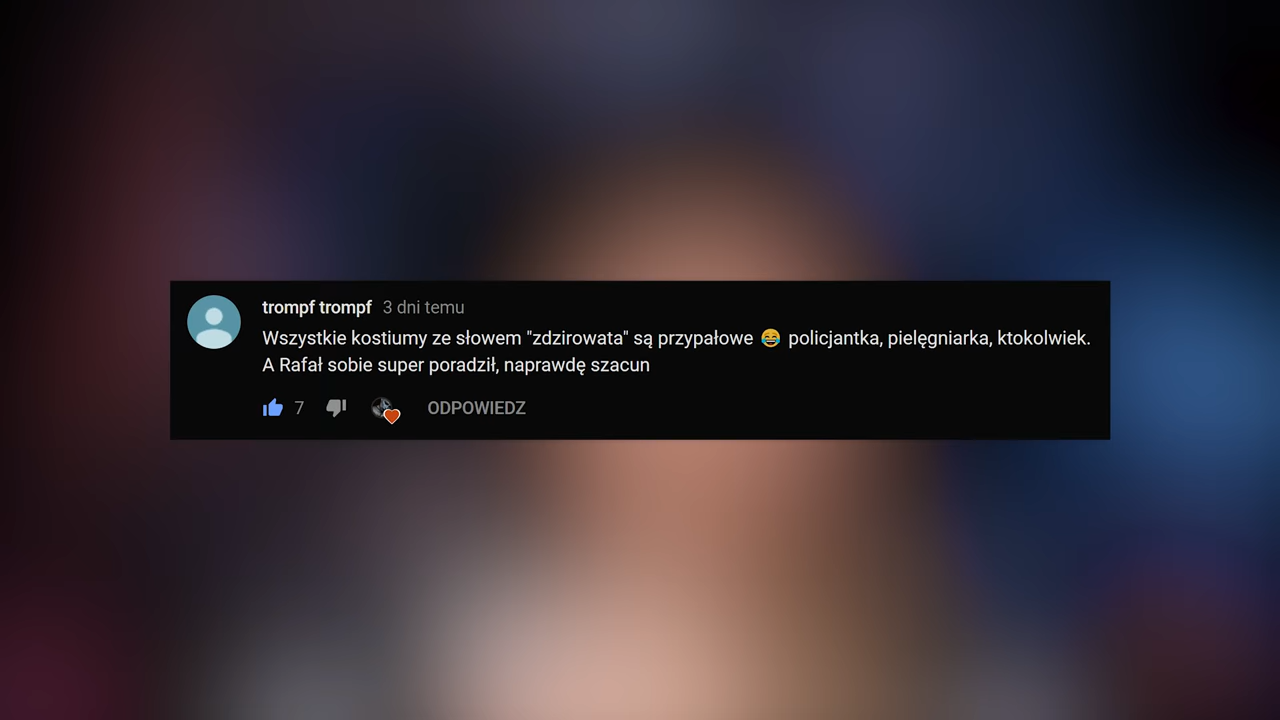 trompf trompf 3 dni temu
Wszystkie kostiumy ze słowem "zdzirowata" są przypałowe 😂 policjantka, pielęgniarka, ktokolwiek.
A Rafał sobie super poradził, naprawdę szacun
7 ODPOWIEDZ